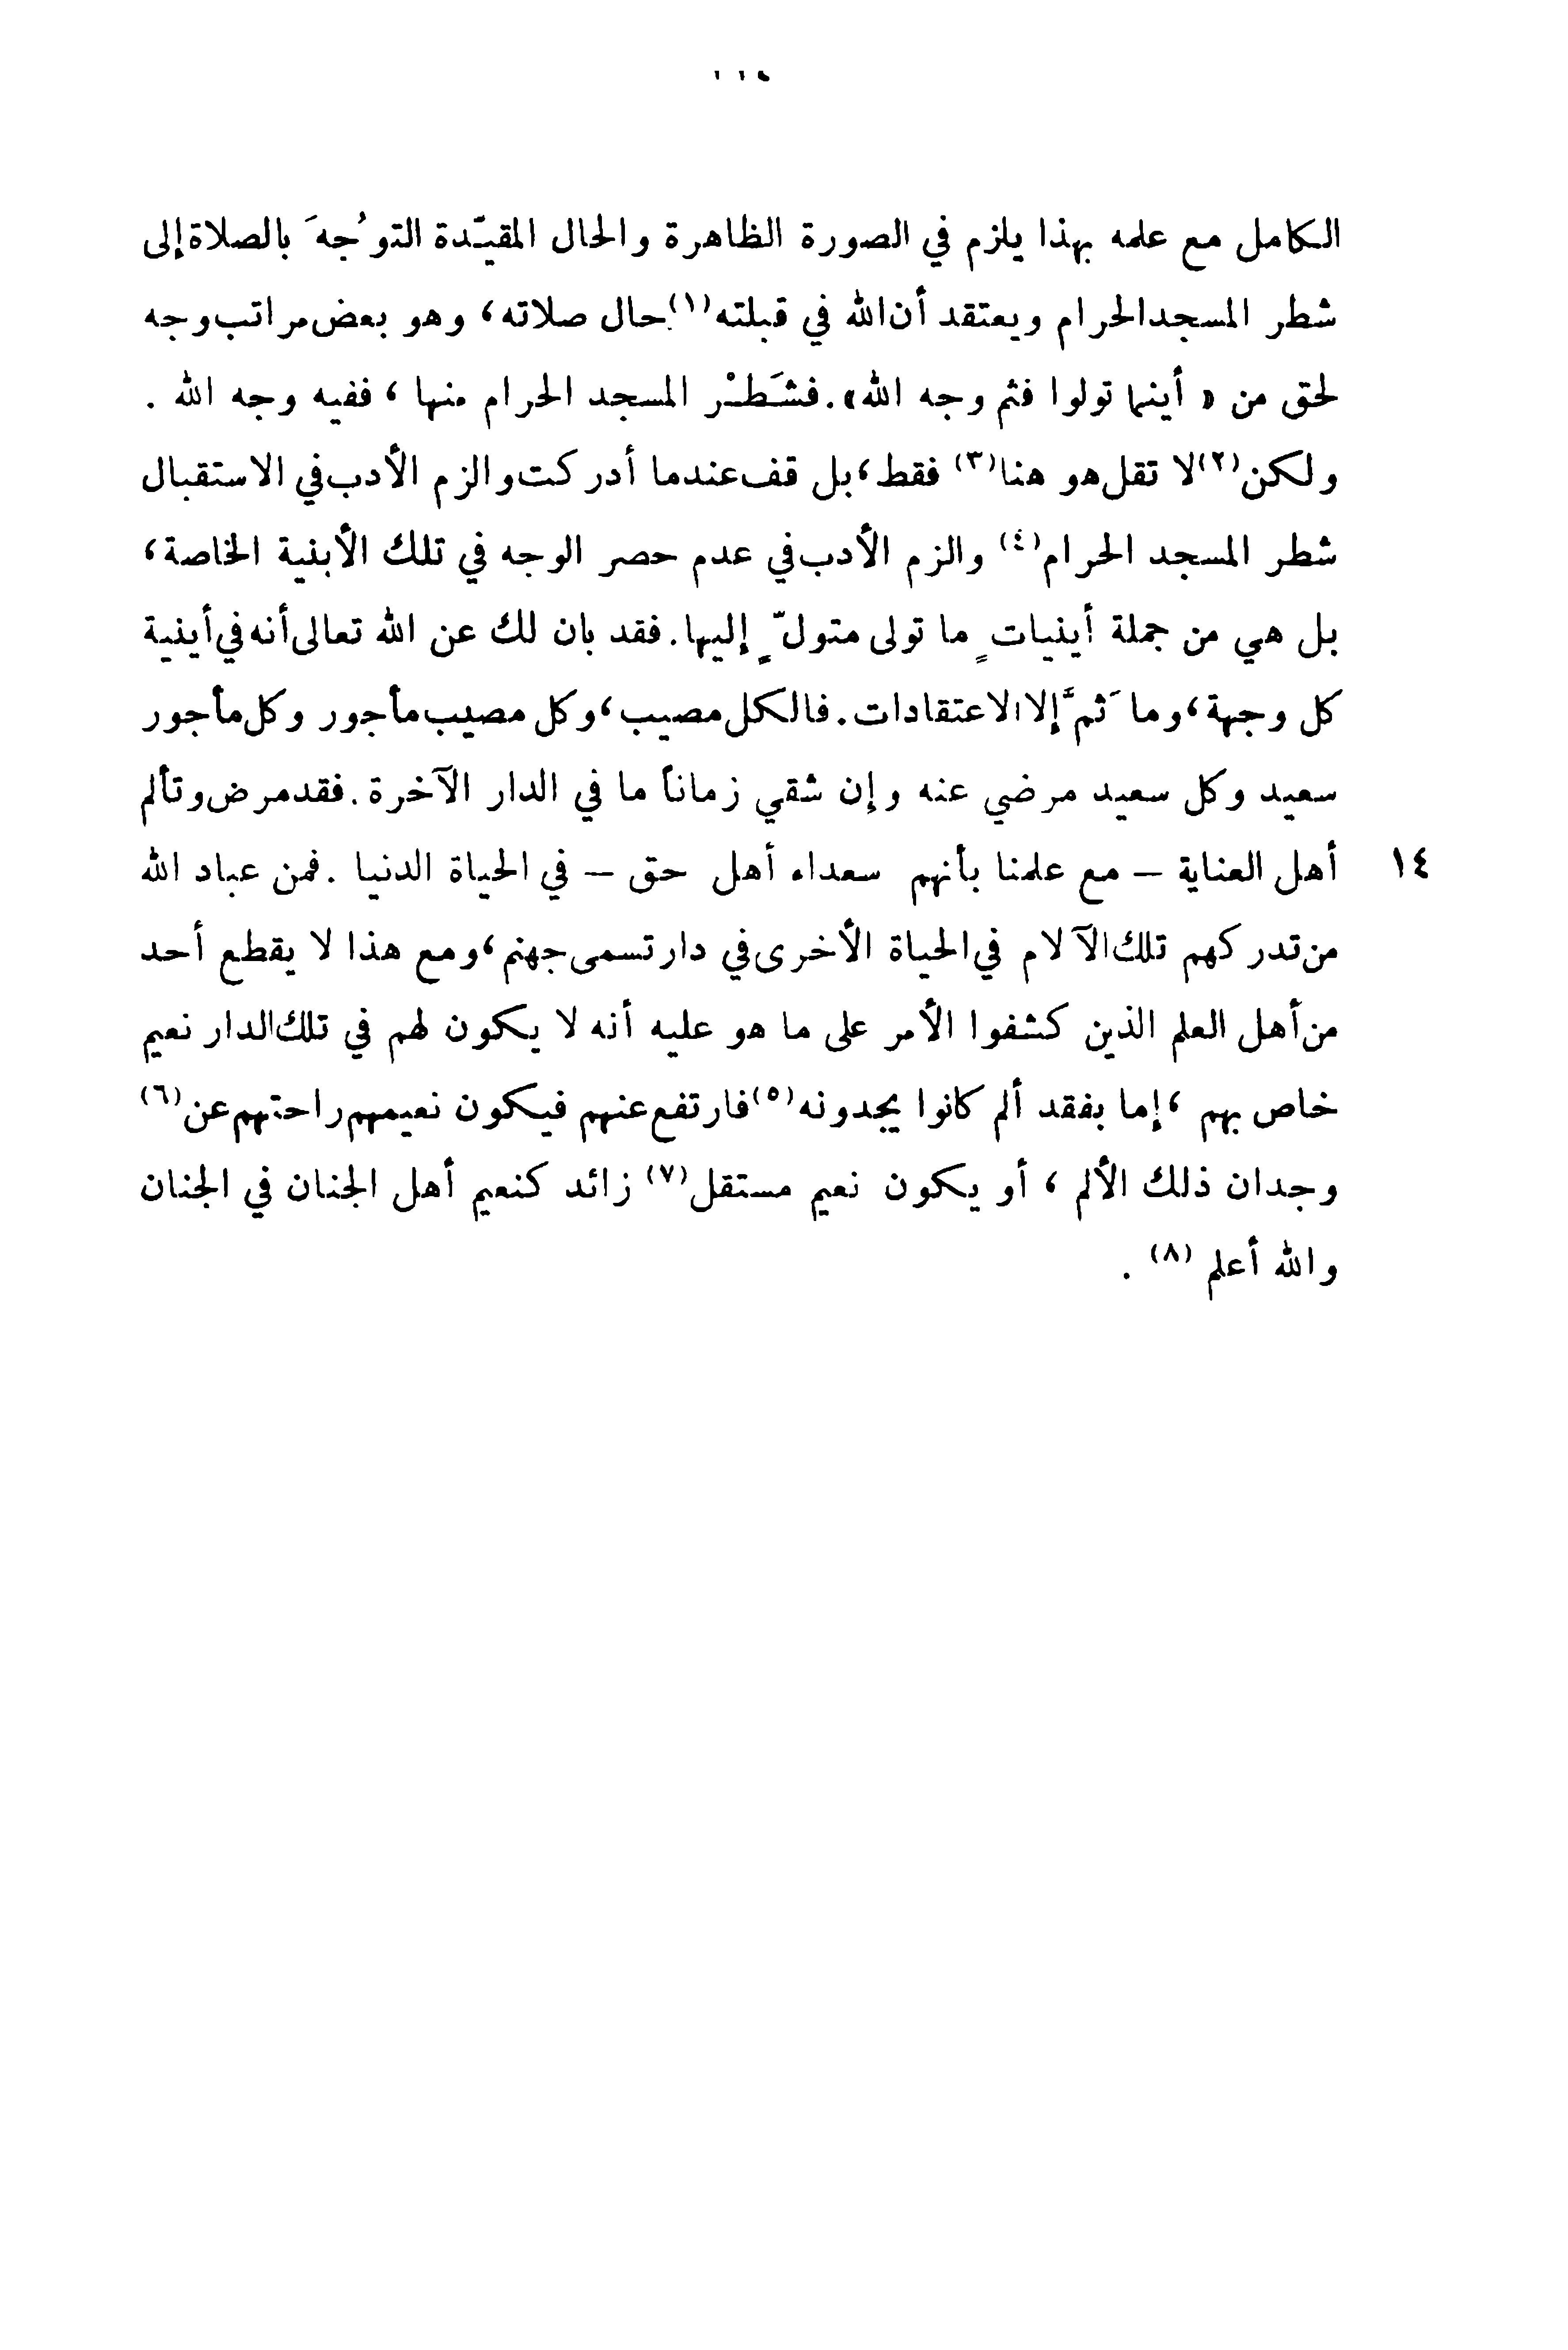 الكامل مع علمه بهذا يلزم في الصورة الظاهرة والحال المقيّدة التوُجهَ بالصلاة إلى
شطر المسجد الحرام ويعتقد أن الله في قبلته(١) حال صلاته، وهو بعض مراتب وجه
لحق من « أينما تولوا فثم وجه الله». فشَطْر المسجد الحرام منها، ففيه وجه الله .
ولكن(٢) لا تقل هو هنا(٣) فقط، بل قف عندما أدركت والزم الأدب في الاستقبال
شطر المسجد الحرام(٤) والزم الأدب في عدم حصر الوجه في تلك الأبنية الخاصة،
بل هي من جملة أينيات ٍ ما تولى متولّ ٍ إليها. فقد بان لك عن الله تعالى أنه في أينية
كل وجهة، وما ثَمَّ إلا الاعتقادات. فالكل مصيب، وكل مصيب مأجور وكل مأجور
سعيد وكل سعيد مرضي عنه وإن شقي زماناً ما في الدار الآخرة. فقد مرض وتألم
أهل العناية – مع علمنا بأنهم سعداء أهل حق – في الحياة الدنيا . فمن عباد الله ١٤
من تدركهم تلك الآلام في الحياة الأخرى في دار تسمى جهنم، ومع هذا لا يقطع أحد
من أهل العلم الذين كشفوا الأمر على ما هو عليه أنه لا يكون لهم في تلك الدار نعيم
خاص بهم ، إما بفقد ألم كانوا يجدونه(٥) فارتفع عنهم فيكون نعيمهم راحتهم عن(٦)
وجدان ذلك الألم ، أو يكون نعيم مستقل(٧) زائد كنعيم أهل الجنان في الجنان
والله أعلم (٨) .